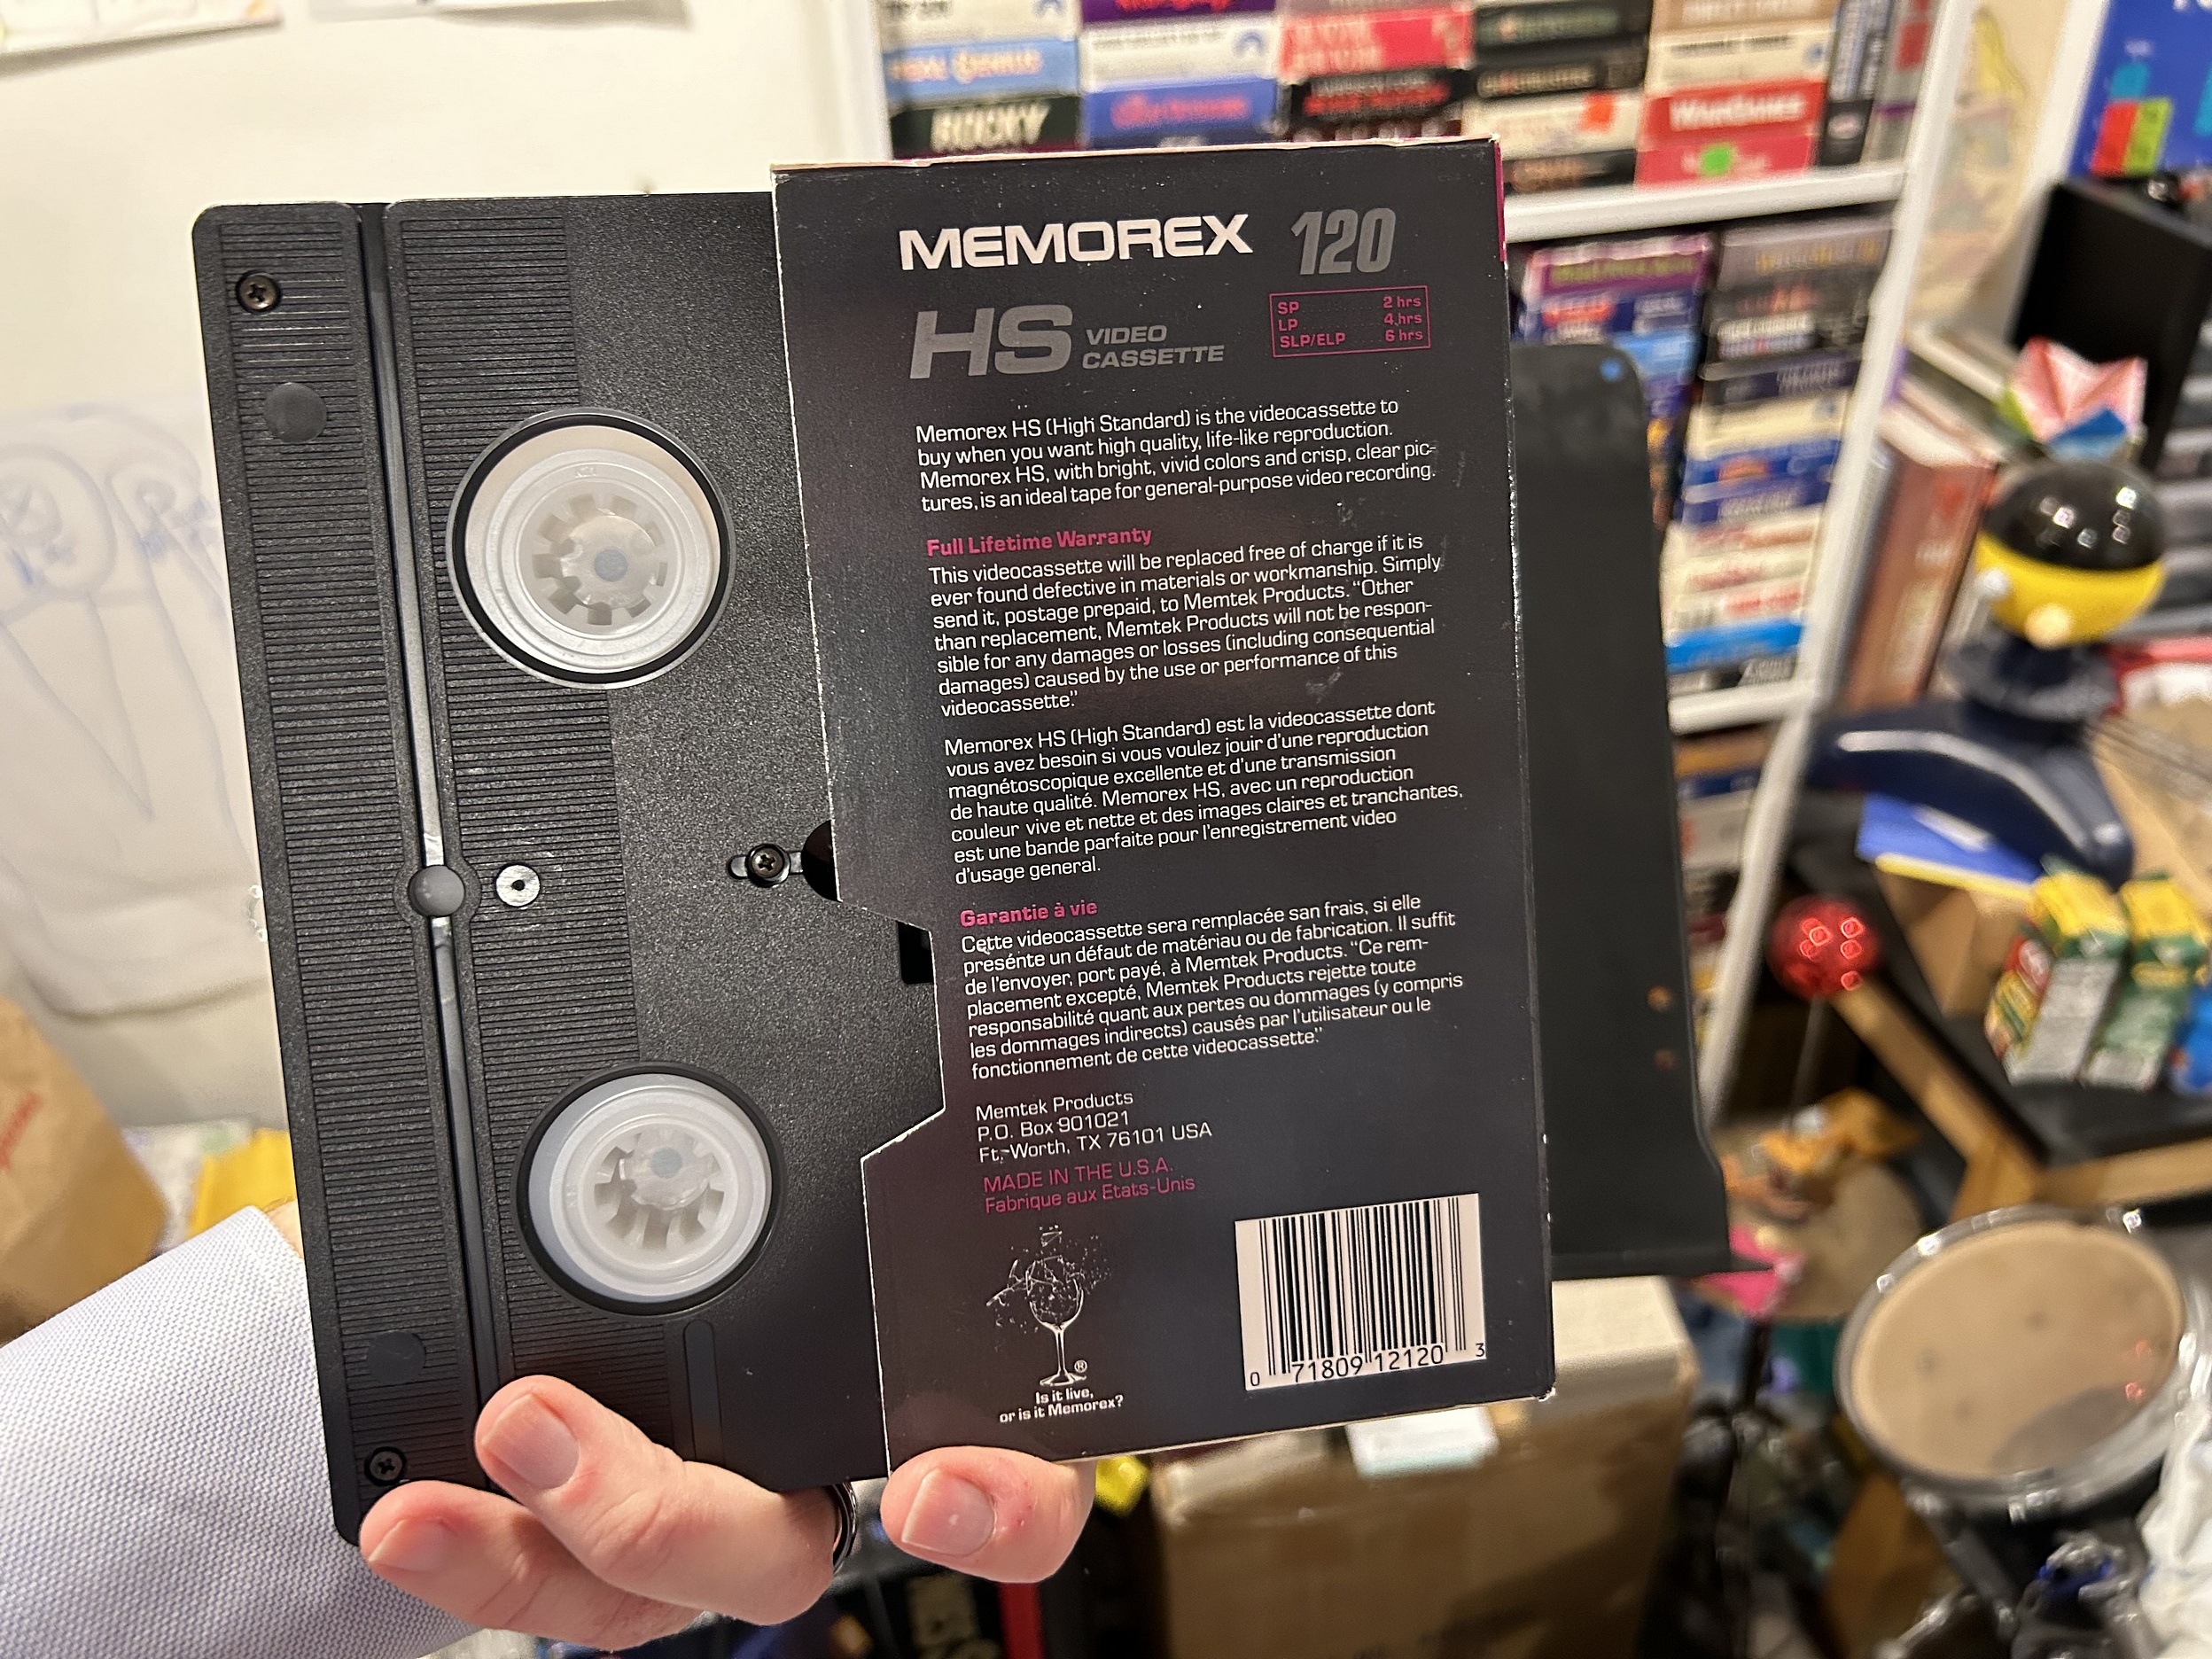 ROCKY
WARGAMES
MEMOREX 120
HS VIDEO
CASSETTE
SP 2 hrs
LP 4 hrs
SLP/ELP 6 hrs
Memorex HS (High Standard) is the videocassette to
buy when you want high quality, life-like reproduction.
Memorex HS, with bright, vivid colors and crisp, clear pic-
tures, is an ideal tape for general-purpose video recording.
Full Lifetime Warranty
This videocassette will be replaced free of charge if it is
ever found defective in materials or workmanship. Simply
send it, postage prepaid, to Memtek Products. “Other
than replacement, Memtek Products will not be respon-
sible for any damages or losses (including consequential
damages) caused by the use or performance of this
videocassette.”
Memorex HS (High Standard) est la videocassette dont
vous avez besoin si vous voulez jouir d'une reproduction
magnétoscopique excellente et d'une transmission
de haute qualité. Memorex HS, avec un reproduction
couleur vive et nette et des images claires et tranchantes,
est une bande parfaite pour l'enregistrement video
d'usage general.
Garantie à vie
Cette videocassette sera remplacée san frais, si elle
presénte un défaut de matériau ou de fabrication. Il suffit
de l'envoyer, port payé, à Memtek Products. “Ce rem-
placement excepté, Memtek Products rejette toute
responsabilité quant aux pertes ou dommages (y compris
les dommages indirects) causés par l'utilisateur ou le
fonctionnement de cette videocassette.”
Memtek Products
P.O. Box 901021
Ft. Worth, TX 76101 USA
MADE IN THE U.S.A.
Fabrique aux Etats-Unis
®
Is it live,
or is it Memorex?
0 71809 12120 3